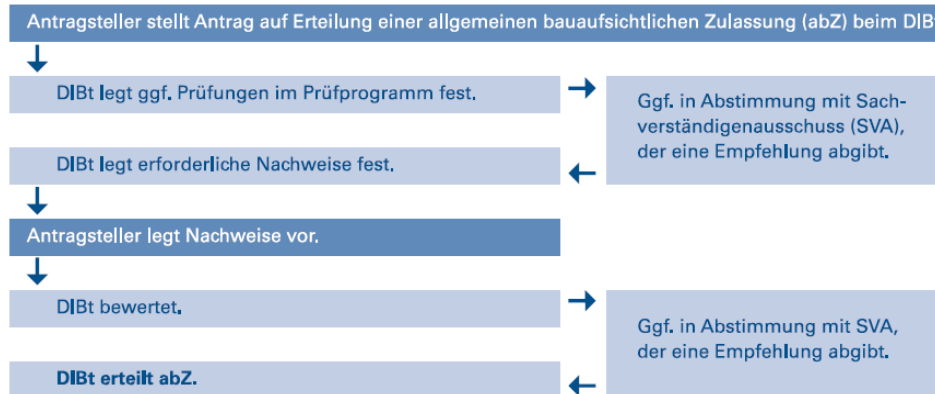 Antragsteller stellt Antrag auf Erteilung einer allgemeinen bauaufsichtlichen Zulassung (abZ) beim DIBt
DIBt legt ggf. Prüfungen im Prüfprogramm fest.
Ggf. in Abstimmung mit Sach-
verständigenausschuss (SVA),
der eine Empfehlung abgibt.
DIBt legt erforderliche Nachweise fest.
Antragsteller legt Nachweise vor.
DIBt bewertet.
Ggf. in Abstimmung mit SVA,
der eine Empfehlung abgibt.
DIBt erteilt abZ.